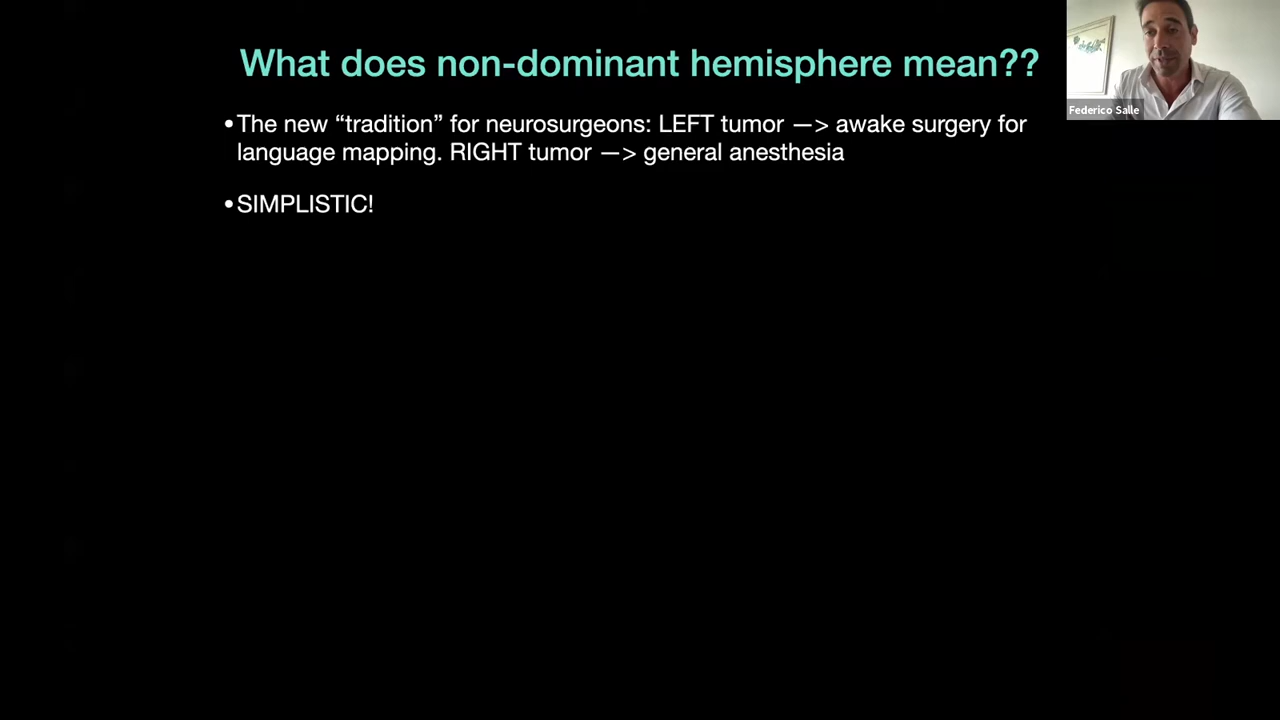 What does non-dominant hemisphere mean??
•The new “tradition” for neurosurgeons: LEFT tumor —> awake surgery for
language mapping. RIGHT tumor —> general anesthesia
•SIMPLISTIC!
Federico Salle